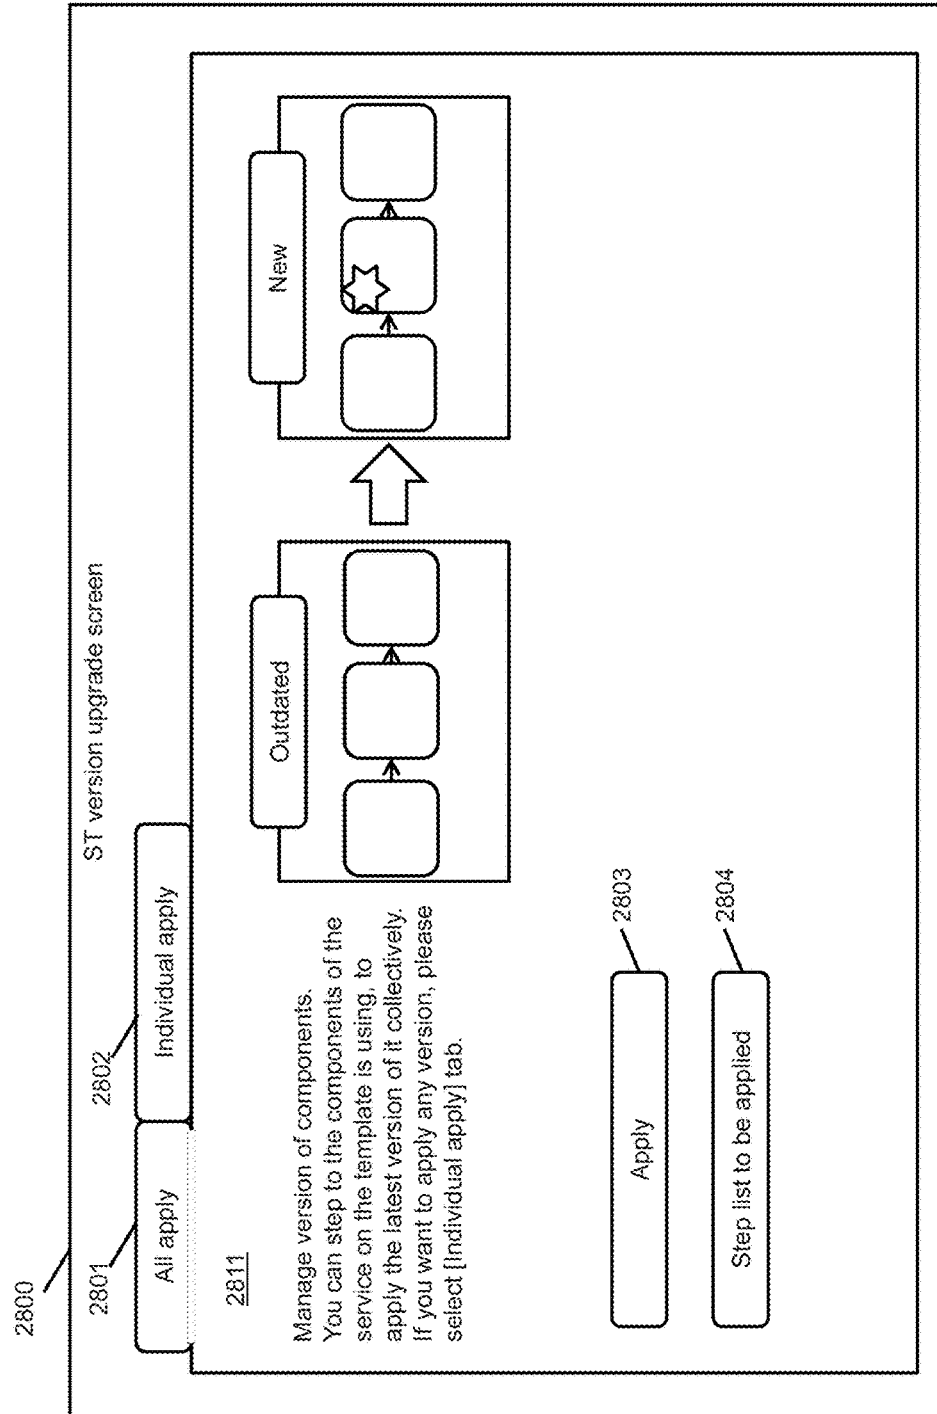 2800
ST version upgrade screen
2801
2802
All apply
Individual apply
2811
Manage version of components.
You can step to the components of the
service on the template is using, to
apply the latest version of it collectively.
If you want to apply any version, please
select [Individual apply] tab.
Outdated
New
Apply
2803
Step list to be applied
2804